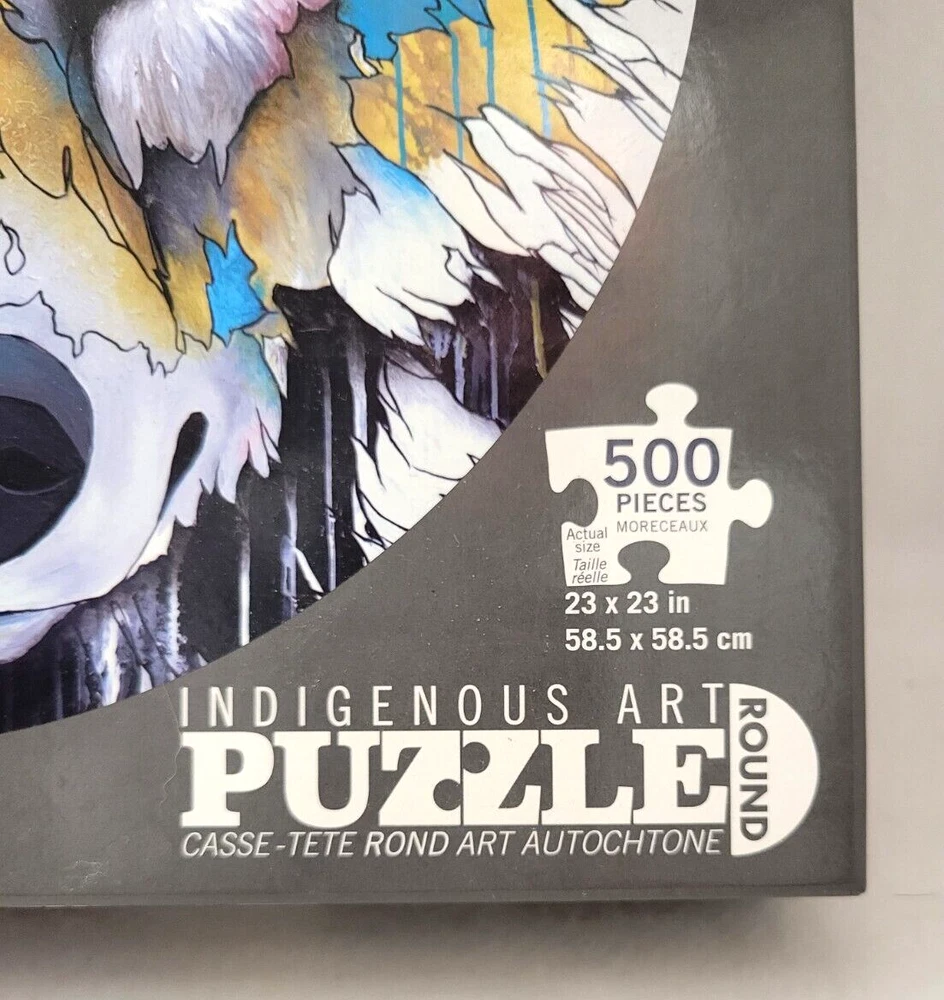 500
PIECES
MORECEAUX
Actual
size
Taille
réelle
23 x 23 in
58.5 x 58.5 cm
INDIGENOUS ART
PUZZLE
ROUND
CASSE-TETE ROND ART AUTOCHTONE